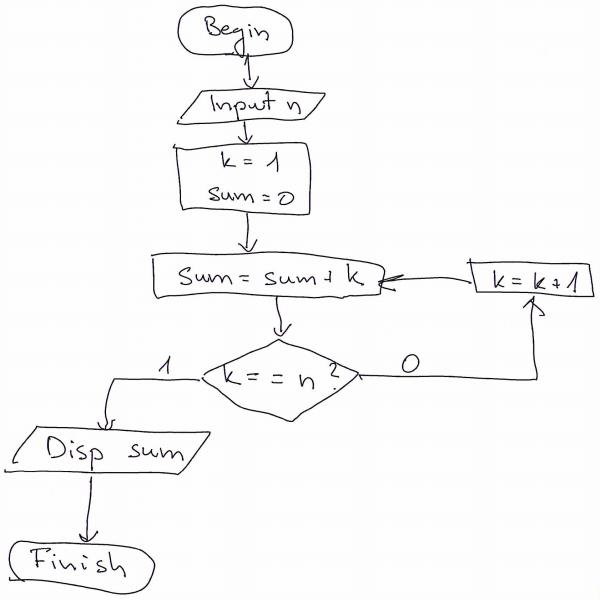 Begin
Input n
k = 1
sum = 0
sum = sum + k
k = k + 1
k = = n ?
1
0
Disp sum
Finish